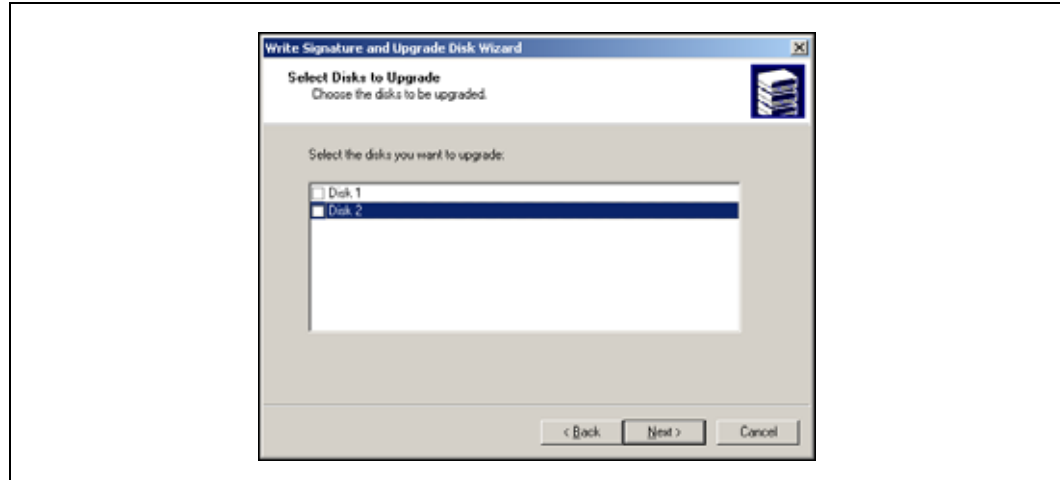 Write Signature and Upgrade Disk Wizard
Select Disks to Upgrade
Choose the disks to be upgraded.
Select the disks you want to upgrade:
Disk 1
Disk 2
< Back Next > Cancel